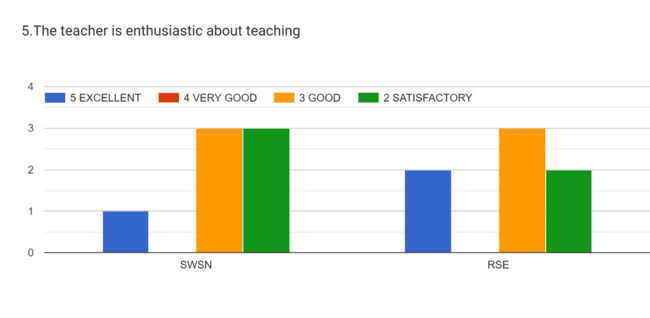 5.The teacher is enthusiastic about teaching
4
5 EXCELLENT 4 VERY GOOD 3 GOOD 2 SATISFACTORY
3
2
1
0
SWSN RSE